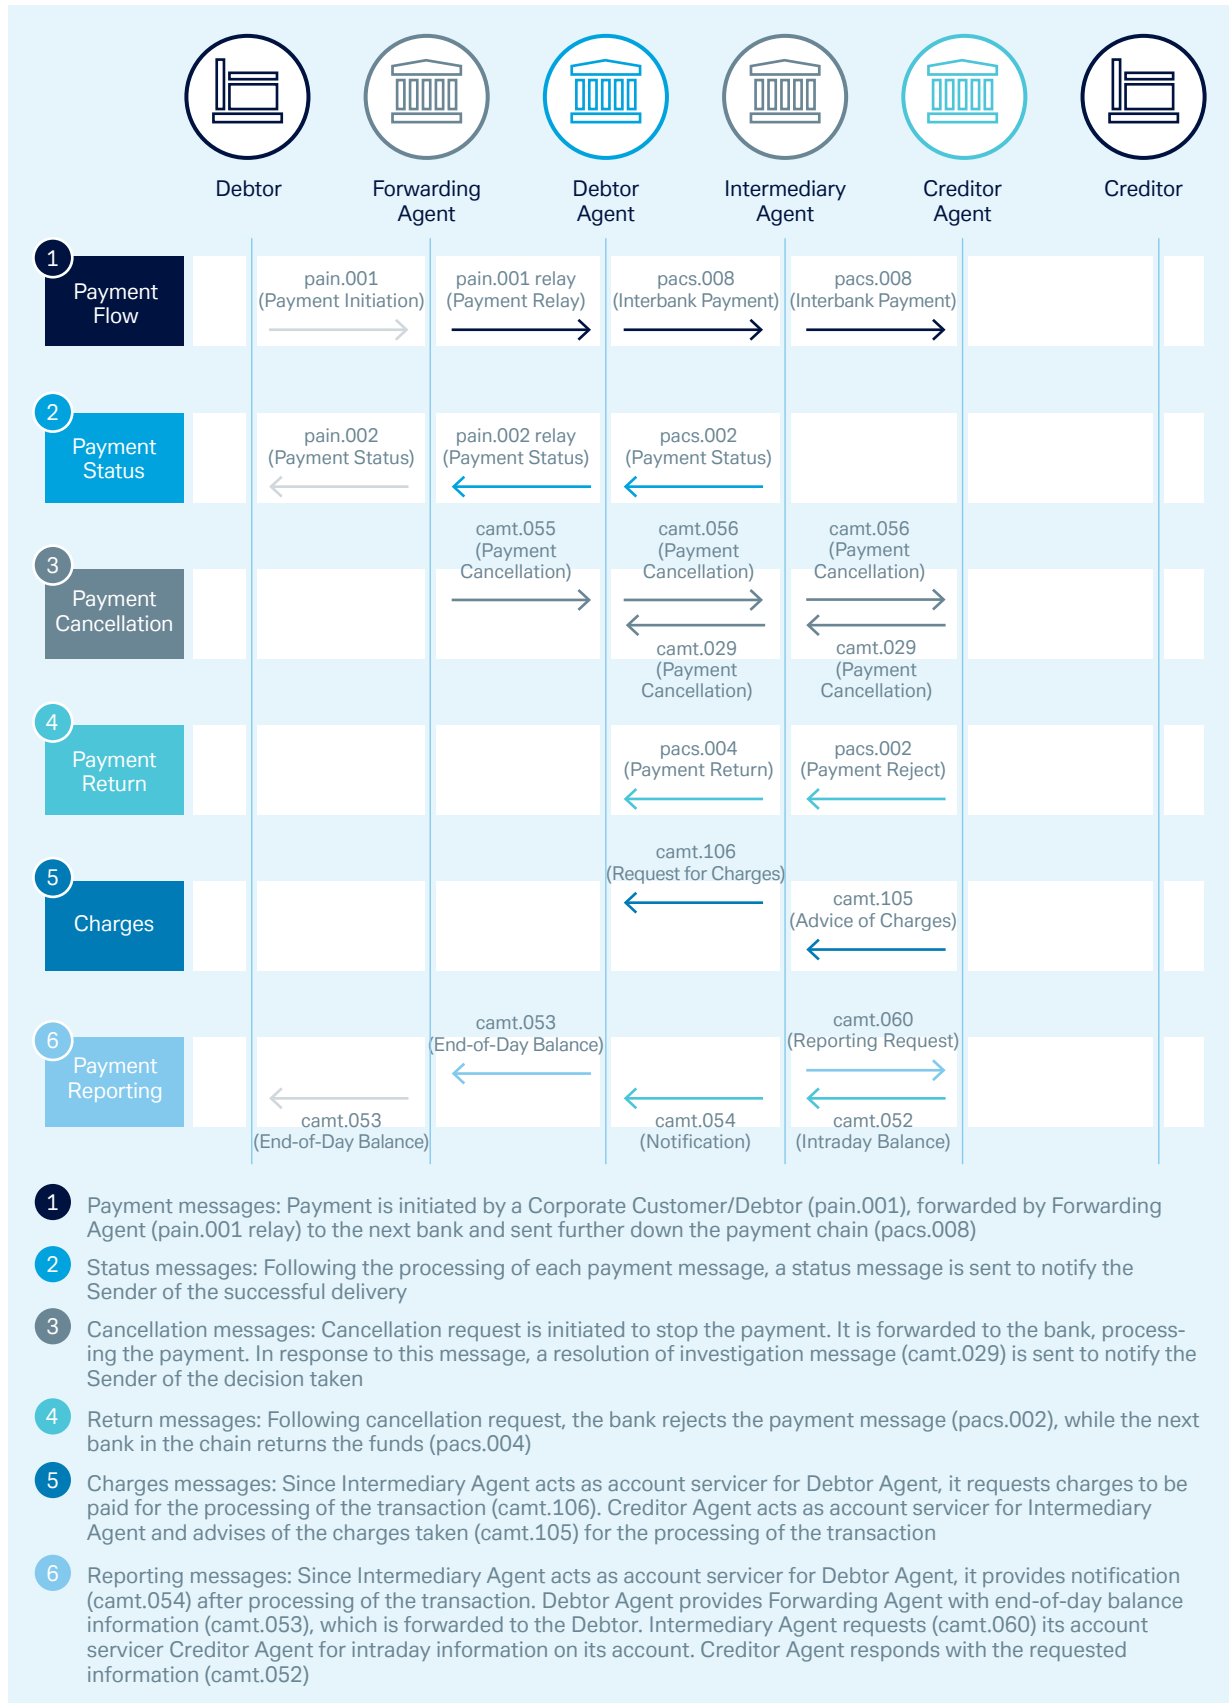 Debtor
Forwarding
Agent
Debtor
Agent
Intermediary
Agent
Creditor
Agent
Creditor
1
Payment
Flow
pain.001
(Payment Initiation)
pain.001 relay
(Payment Relay)
pacs.008
(Interbank Payment)
pacs.008
(Interbank Payment)
2
Payment
Status
pain.002
(Payment Status)
pain.002 relay
(Payment Status)
pacs.002
(Payment Status)
3
Payment
Cancellation
camt.055
(Payment
Cancellation)
camt.056
(Payment
Cancellation)
camt.056
(Payment
Cancellation)
camt.029
(Payment
Cancellation)
camt.029
(Payment
Cancellation)
4
Payment
Return
pacs.004
(Payment Return)
pacs.002
(Payment Reject)
5
Charges
camt.106
(Request for Charges)
camt.105
(Advice of Charges)
6
Payment
Reporting
camt.053
(End-of-Day Balance)
camt.060
(Reporting Request)
camt.053
(End-of-Day Balance)
camt.054
(Notification)
camt.052
(Intraday Balance)
1 Payment messages: Payment is initiated by a Corporate Customer/Debtor (pain.001), forwarded by Forwarding
Agent (pain.001 relay) to the next bank and sent further down the payment chain (pacs.008)
2 Status messages: Following the processing of each payment message, a status message is sent to notify the
Sender of the successful delivery
3 Cancellation messages: Cancellation request is initiated to stop the payment. It is forwarded to the bank, process-
ing the payment. In response to this message, a resolution of investigation message (camt.029) is sent to notify the
Sender of the decision taken
4 Return messages: Following cancellation request, the bank rejects the payment message (pacs.002), while the next
bank in the chain returns the funds (pacs.004)
5 Charges messages: Since Intermediary Agent acts as account servicer for Debtor Agent, it requests charges to be
paid for the processing of the transaction (camt.106). Creditor Agent acts as account servicer for Intermediary
Agent and advises of the charges taken (camt.105) for the processing of the transaction
6 Reporting messages: Since Intermediary Agent acts as account servicer for Debtor Agent, it provides notification
(camt.054) after processing of the transaction. Debtor Agent provides Forwarding Agent with end-of-day balance
information (camt.053), which is forwarded to the Debtor. Intermediary Agent requests (camt.060) its account
servicer Creditor Agent for intraday information on its account. Creditor Agent responds with the requested
information (camt.052)